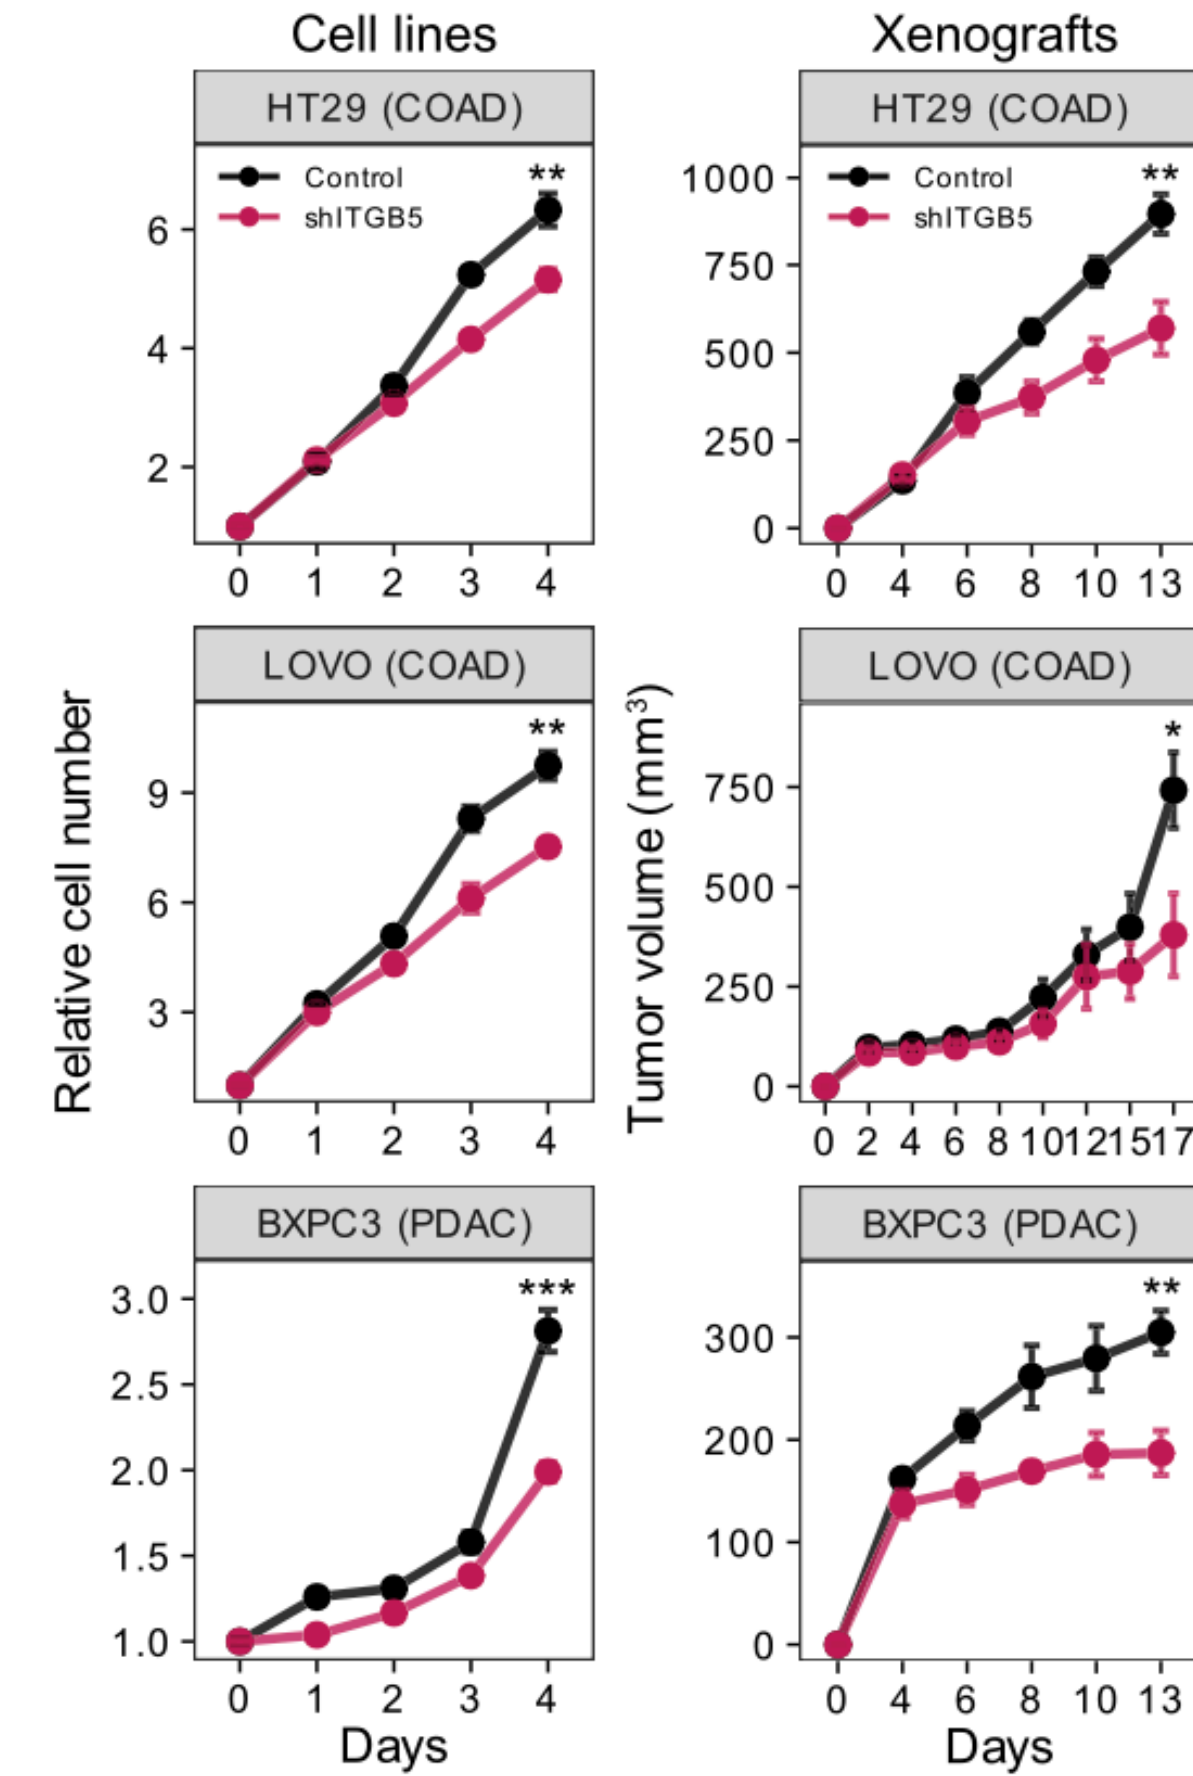 Cell lines
Xenografts
HT29 (COAD)
HT29 (COAD)
Control
shITGB5
**
6
4
2
0 1 2 3 4
Control
shITGB5
**
1000
750
500
250
0
0 4 6 8 10 13
Relative cell number
Tumor volume (mm³)
LOVO (COAD)
LOVO (COAD)
**
9
6
3
0 1 2 3 4
*
750
500
250
0
0 2 4 6 8 10 12 15 17
BXPC3 (PDAC)
BXPC3 (PDAC)
***
3.0
2.5
2.0
1.5
1.0
0 1 2 3 4
Days
**
300
200
100
0
0 4 6 8 10 13
Days